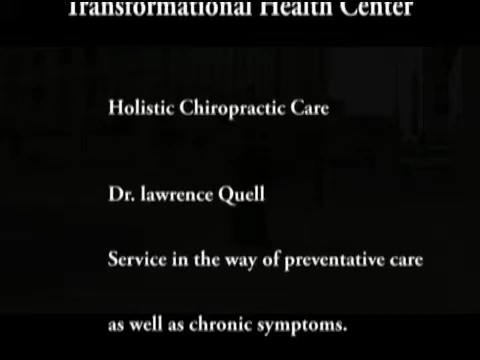 Transformational Health Center
Holistic Chiropractic Care
Dr. lawrence Quell
Service in the way of preventative care
as well as chronic symptoms.